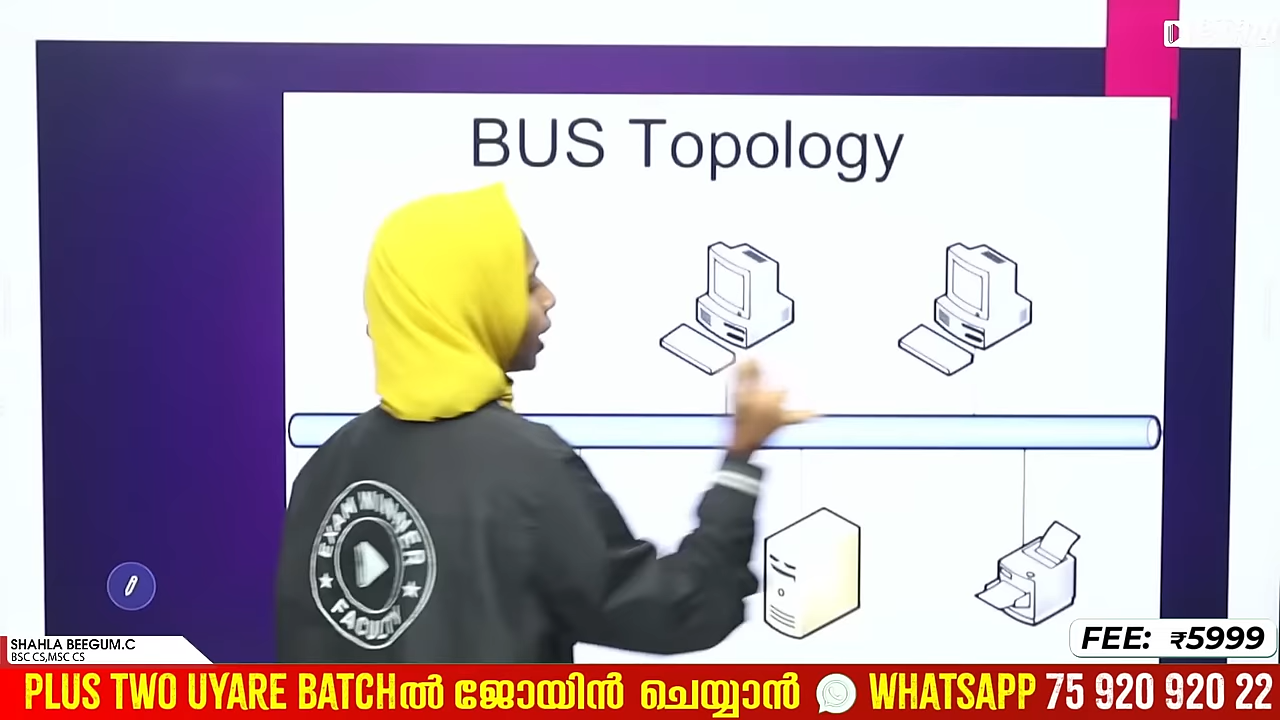 BUS Topology
EXAM WINNER
FACULTY
SHAHLA BEEGUM.C
BSC CS,MSC CS
FEE: ₹5999
PLUS TWO UYARE BATCHൽ ജോയിൻ ചെയ്യാൻ WHATSAPP 75 920 920 22